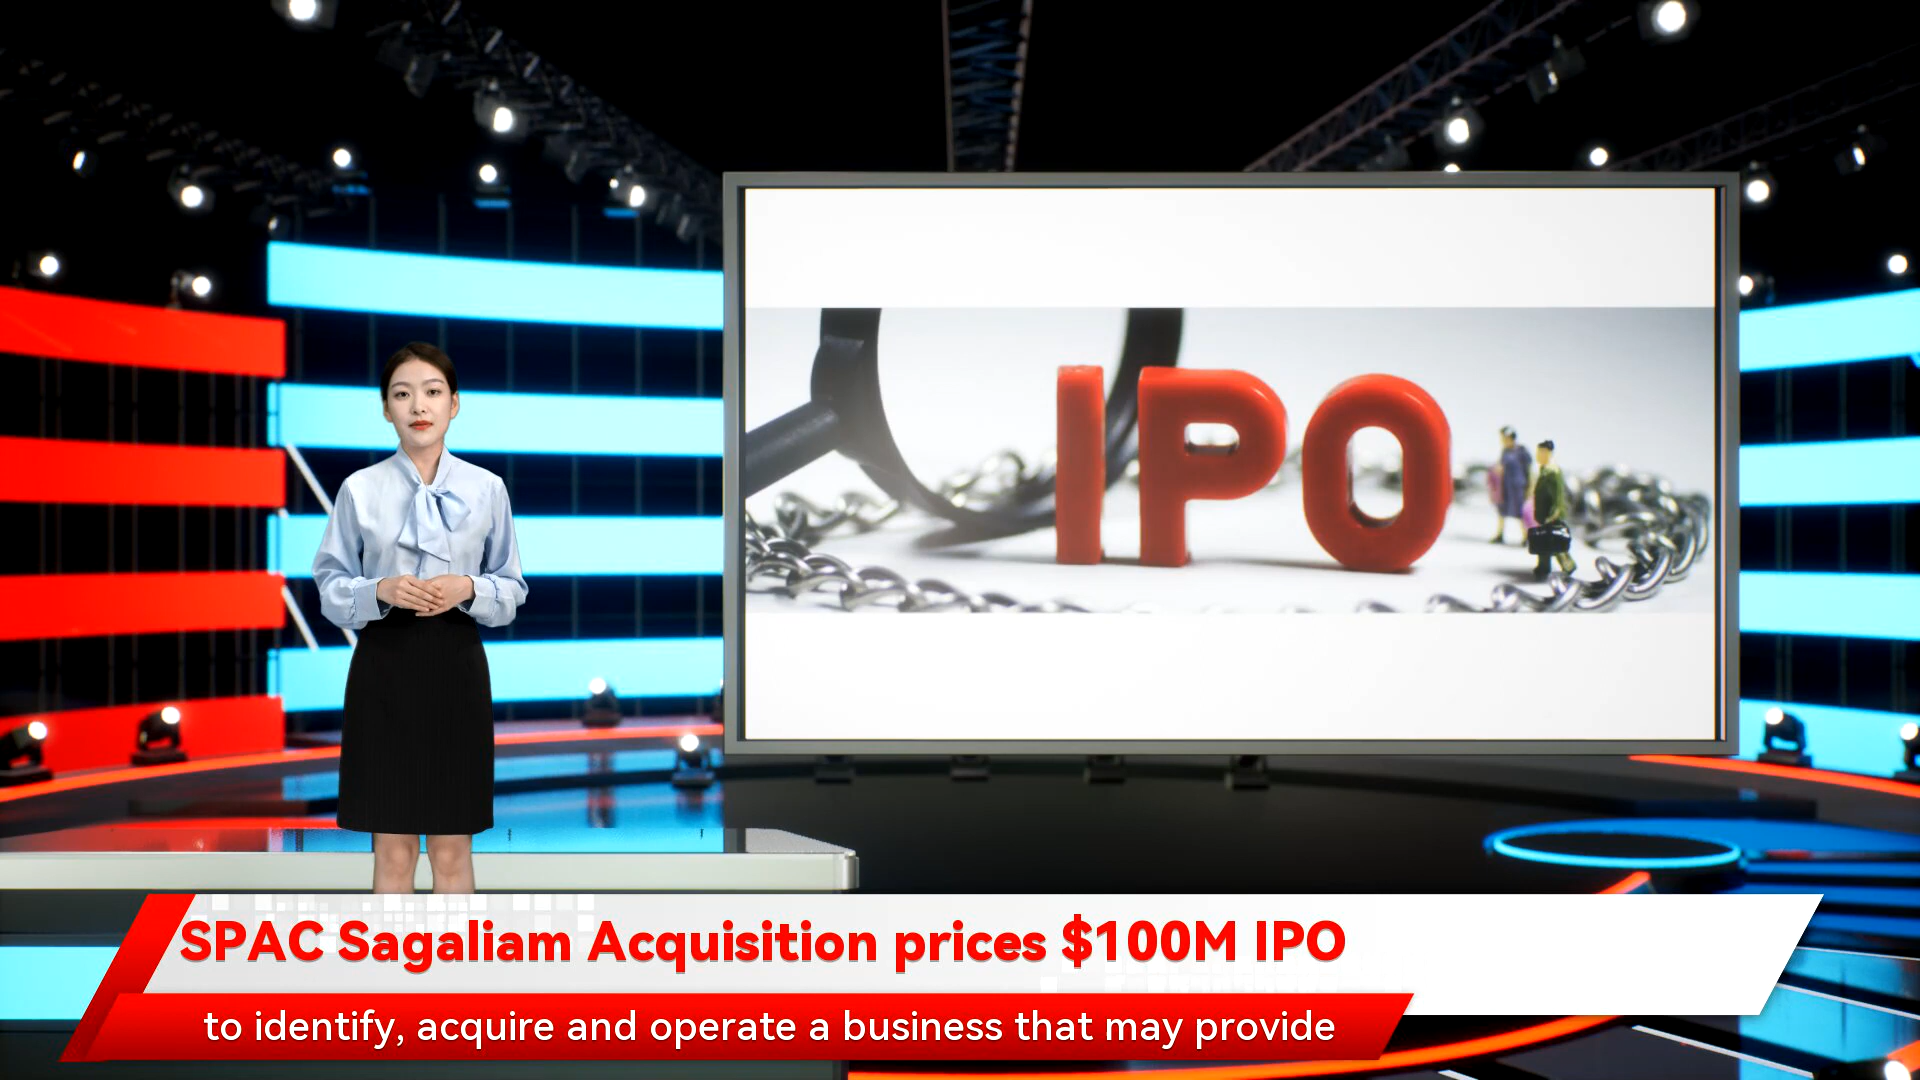 IPO
SPAC Sagaliam Acquisition prices $100M IPO
to identify, acquire and operate a business that may provide